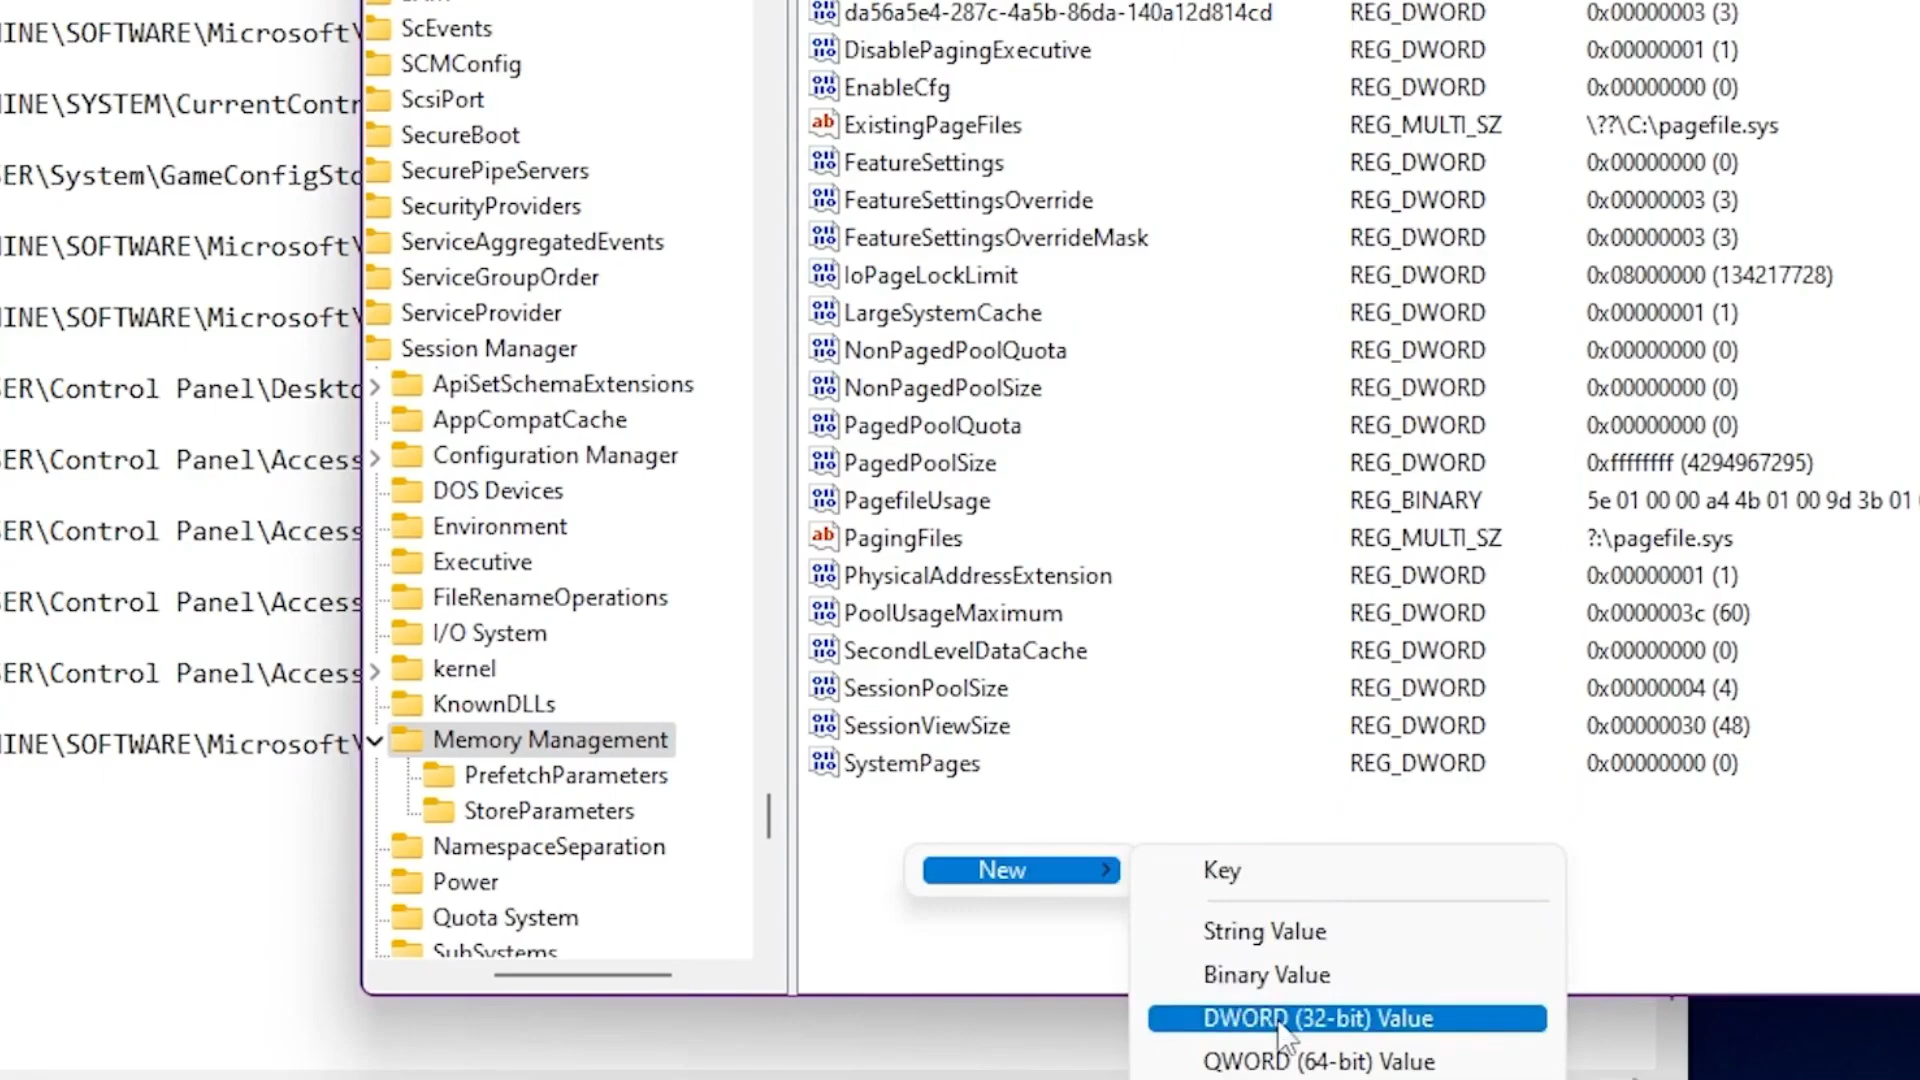 INE\SOFTWARE\Microsoft\
INE\SYSTEM\CurrentContr
ER\System\GameConfigSto
INE\SOFTWARE\Microsoft\
INE\SOFTWARE\Microsoft\
ER\Control Panel\Deskto
ER\Control Panel\Access
ER\Control Panel\Access
ER\Control Panel\Access
ER\Control Panel\Access
INE\SOFTWARE\Microsoft\
ScEvents
SCMConfig
ScsiPort
SecureBoot
SecurePipeServers
SecurityProviders
ServiceAggregatedEvents
ServiceGroupOrder
ServiceProvider
Session Manager
ApiSetSchemaExtensions
AppCompatCache
Configuration Manager
DOS Devices
Environment
Executive
FileRenameOperations
I/O System
kernel
KnownDLLs
Memory Management
PrefetchParameters
StoreParameters
NamespaceSeparation
Power
Quota System
SubSystems
da56a5e4-287c-4a5b-86da-140a12d814cd REG_DWORD 0x00000003 (3)
DisablePagingExecutive REG_DWORD 0x00000001 (1)
EnableCfg REG_DWORD 0x00000000 (0)
ExistingPageFiles REG_MULTI_SZ \??\C:\pagefile.sys
FeatureSettings REG_DWORD 0x00000000 (0)
FeatureSettingsOverride REG_DWORD 0x00000003 (3)
FeatureSettingsOverrideMask REG_DWORD 0x00000003 (3)
IoPageLockLimit REG_DWORD 0x08000000 (134217728)
LargeSystemCache REG_DWORD 0x00000001 (1)
NonPagedPoolQuota REG_DWORD 0x00000000 (0)
NonPagedPoolSize REG_DWORD 0x00000000 (0)
PagedPoolQuota REG_DWORD 0x00000000 (0)
PagedPoolSize REG_DWORD 0xffffffff (4294967295)
PagefileUsage REG_BINARY 5e 01 00 00 a4 4b 01 00 9d 3b 01
PagingFiles REG_MULTI_SZ ?:\pagefile.sys
PhysicalAddressExtension REG_DWORD 0x00000001 (1)
PoolUsageMaximum REG_DWORD 0x0000003c (60)
SecondLevelDataCache REG_DWORD 0x00000000 (0)
SessionPoolSize REG_DWORD 0x00000004 (4)
SessionViewSize REG_DWORD 0x00000030 (48)
SystemPages REG_DWORD 0x00000000 (0)
New
Key
String Value
Binary Value
DWORD (32-bit) Value
QWORD (64-bit) Value